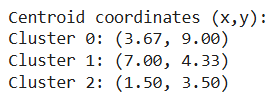 Centroid coordinates (x,y):
Cluster 0: (3.67, 9.00)
Cluster 1: (7.00, 4.33)
Cluster 2: (1.50, 3.50)